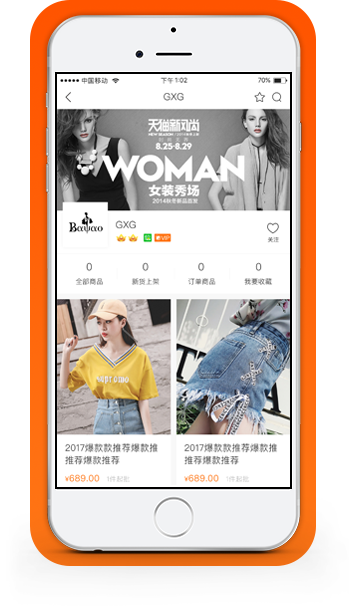 中国移动 下午 1:02 70%
GXG
天猫新风尚
8.25-8.29
WOMAN
女装秀场
2014秋冬新品首发
GXG
VIP
关注
0 0 0 0
全部商品 新货上架 订单商品 我要收藏
2017爆款款推荐爆款推
推荐爆款推荐
¥689.00 1件起批
2017爆款款推荐爆款推
推荐爆款推荐
¥689.00 1件起批